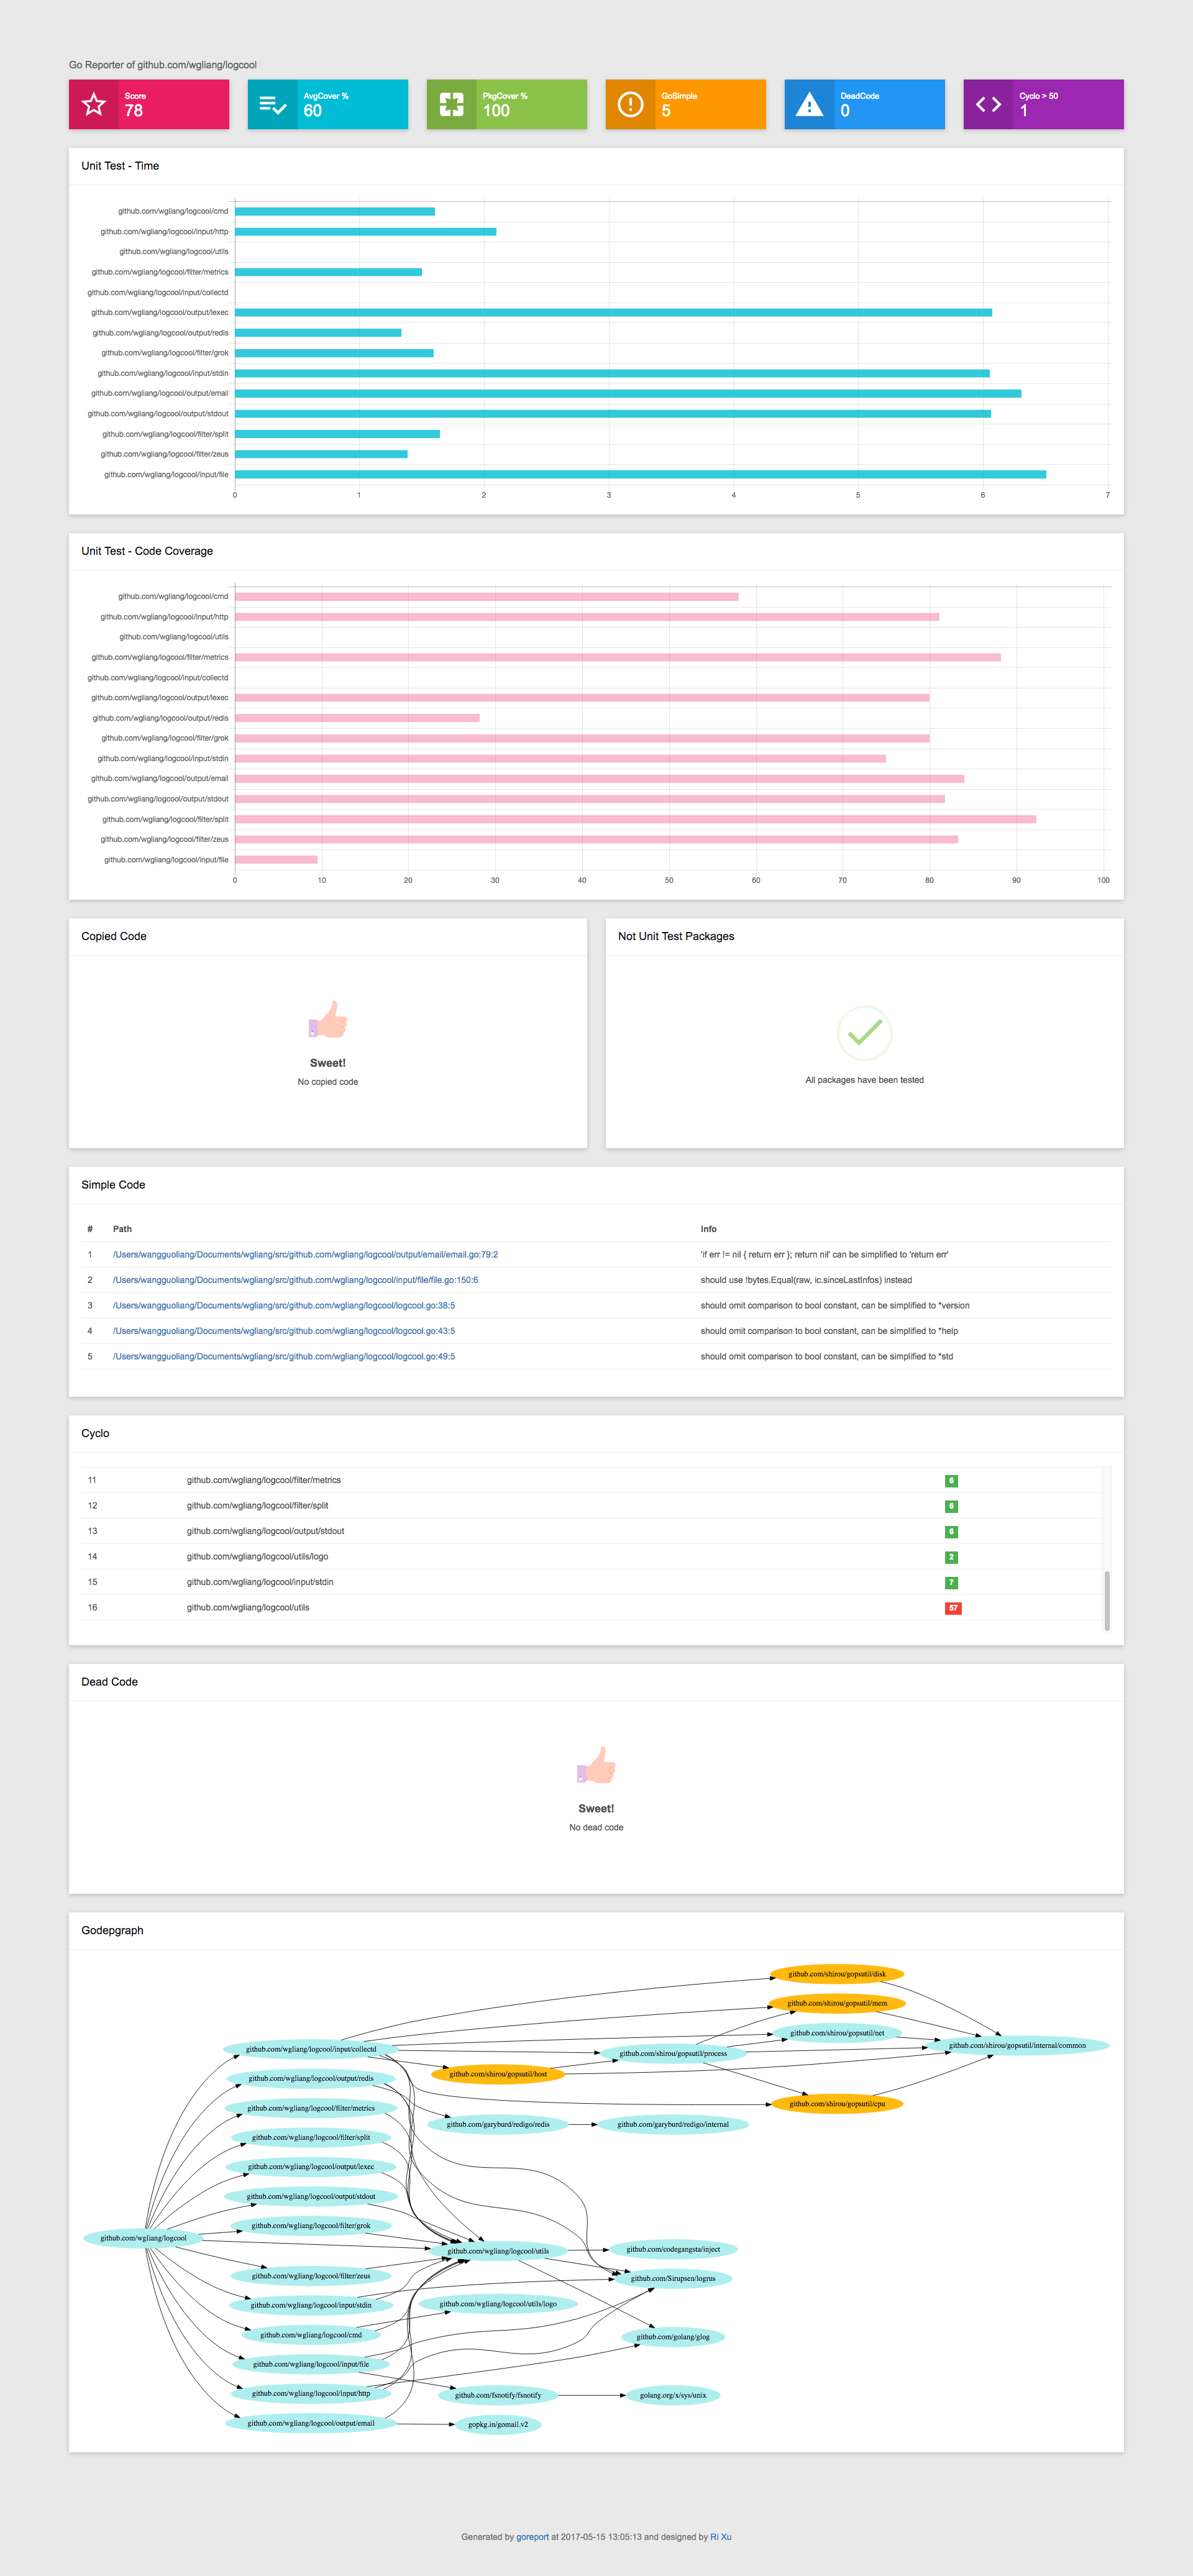 Go Reporter of github.com/wgliang/logcool
Score
78
AvgCover %
60
PkgCover %
100
GoSimple
5
DeadCode
0
Cyclo > 50
1
Unit Test - Time
github.com/wgliang/logcool/cmd
github.com/wgliang/logcool/input/http
github.com/wgliang/logcool/utils
github.com/wgliang/logcool/filter/metrics
github.com/wgliang/logcool/input/collectd
github.com/wgliang/logcool/output/lexec
github.com/wgliang/logcool/output/redis
github.com/wgliang/logcool/filter/grok
github.com/wgliang/logcool/input/stdin
github.com/wgliang/logcool/output/email
github.com/wgliang/logcool/output/stdout
github.com/wgliang/logcool/filter/split
github.com/wgliang/logcool/filter/zeus
github.com/wgliang/logcool/input/file
0 1 2 3 4 5 6 7
Unit Test - Code Coverage
github.com/wgliang/logcool/cmd
github.com/wgliang/logcool/input/http
github.com/wgliang/logcool/utils
github.com/wgliang/logcool/filter/metrics
github.com/wgliang/logcool/input/collectd
github.com/wgliang/logcool/output/lexec
github.com/wgliang/logcool/output/redis
github.com/wgliang/logcool/filter/grok
github.com/wgliang/logcool/input/stdin
github.com/wgliang/logcool/output/email
github.com/wgliang/logcool/output/stdout
github.com/wgliang/logcool/filter/split
github.com/wgliang/logcool/filter/zeus
github.com/wgliang/logcool/input/file
0 10 20 30 40 50 60 70 80 90 100
Copied Code
Sweet!
No copied code
Not Unit Test Packages
All packages have been tested
Simple Code
# Path Info
1 /Users/wangguoliang/Documents/wgliang/src/github.com/wgliang/logcool/output/email/email.go:79:2 'if err != nil { return err }; return nil' can be simplified to 'return err'
2 /Users/wangguoliang/Documents/wgliang/src/github.com/wgliang/logcool/input/file/file.go:150:6 should use !bytes.Equal(raw, ic.sinceLastInfos) instead
3 /Users/wangguoliang/Documents/wgliang/src/github.com/wgliang/logcool/logcool.go:38:5 should omit comparison to bool constant, can be simplified to *version
4 /Users/wangguoliang/Documents/wgliang/src/github.com/wgliang/logcool/logcool.go:43:5 should omit comparison to bool constant, can be simplified to *help
5 /Users/wangguoliang/Documents/wgliang/src/github.com/wgliang/logcool/logcool.go:49:5 should omit comparison to bool constant, can be simplified to *std
Cyclo
11 github.com/wgliang/logcool/filter/metrics 6
12 github.com/wgliang/logcool/filter/split 6
13 github.com/wgliang/logcool/output/stdout 6
14 github.com/wgliang/logcool/utils/logo 2
15 github.com/wgliang/logcool/input/stdin 7
16 github.com/wgliang/logcool/utils 57
Dead Code
Sweet!
No dead code
Godepgraph
github.com/shirou/gopsutil/disk
github.com/shirou/gopsutil/mem
github.com/shirou/gopsutil/net
github.com/shirou/gopsutil/internal/common
github.com/wgliang/logcool/input/collectd
github.com/shirou/gopsutil/process
github.com/shirou/gopsutil/host
github.com/wgliang/logcool/output/redis
github.com/shirou/gopsutil/cpu
github.com/wgliang/logcool/filter/metrics
github.com/garyburd/redigo/redis
github.com/garyburd/redigo/internal
github.com/wgliang/logcool/filter/split
github.com/wgliang/logcool/output/lexec
github.com/wgliang/logcool/output/stdout
github.com/wgliang/logcool/filter/grok
github.com/wgliang/logcool
github.com/wgliang/logcool/utils
github.com/codegangsta/inject
github.com/wgliang/logcool/filter/zeus
github.com/Sirupsen/logrus
github.com/wgliang/logcool/input/stdin
github.com/wgliang/logcool/utils/logo
github.com/wgliang/logcool/cmd
github.com/golang/glog
github.com/wgliang/logcool/input/file
github.com/wgliang/logcool/input/http
github.com/fsnotify/fsnotify
golang.org/x/sys/unix
github.com/wgliang/logcool/output/email
gopkg.in/gomail.v2
Generated by goreport at 2017-05-15 13:05:13 and designed by Ri Xu